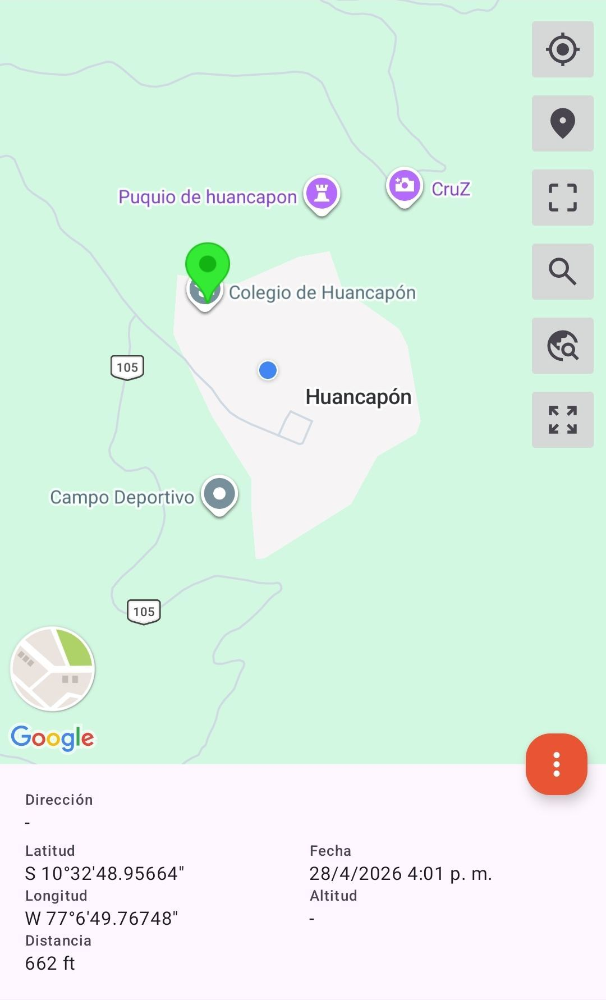 Puquio de huancapon
CruZ
Colegio de Huancapón
105
Huancapón
Campo Deportivo
105
Google
Dirección
-
Latitud
S 10°32'48.95664"
Fecha
28/4/2026 4:01 p. m.
Longitud
W 77°6'49.76748"
Altitud
-
Distancia
662 ft